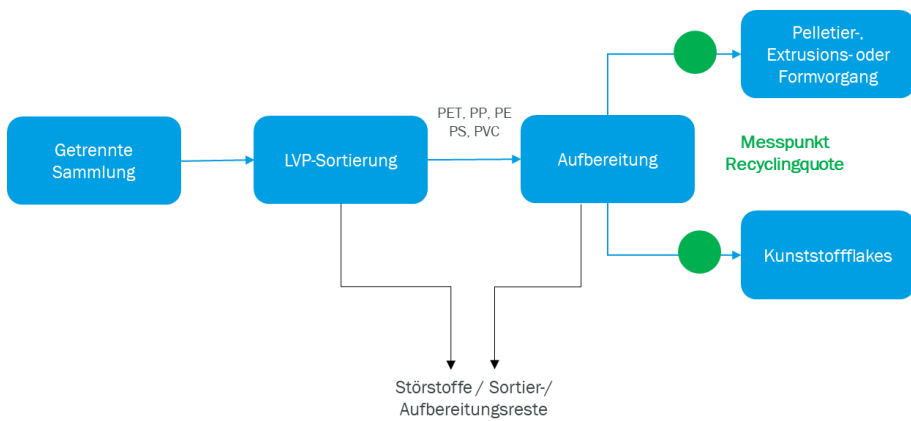 Getrennte
Sammlung
LVP-Sortierung
PET, PP, PE
PS, PVC
Aufbereitung
Pelletier-,
Extrusions- oder
Formvorgang
Messpunkt
Recyclingquote
Kunststoffflakes
Störstoffe / Sortier-/
Aufbereitungsreste